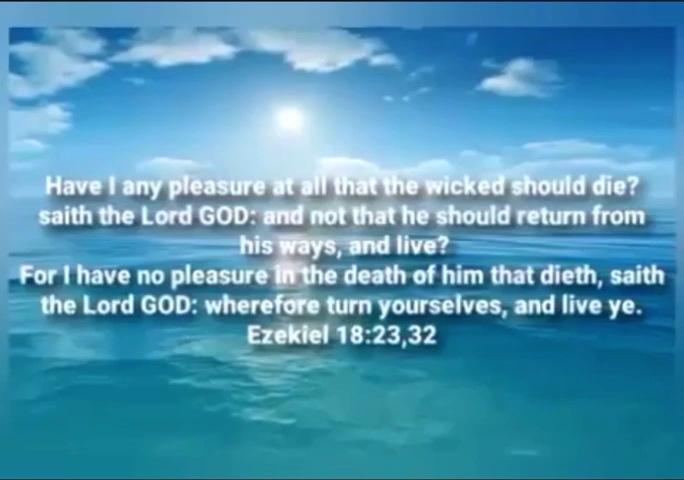 Have I any pleasure at all that the wicked should die?
saith the Lord GOD: and not that he should return from
his ways, and live?
For I have no pleasure in the death of him that dieth, saith
the Lord GOD: wherefore turn yourselves, and live ye.
Ezekiel 18:23,32